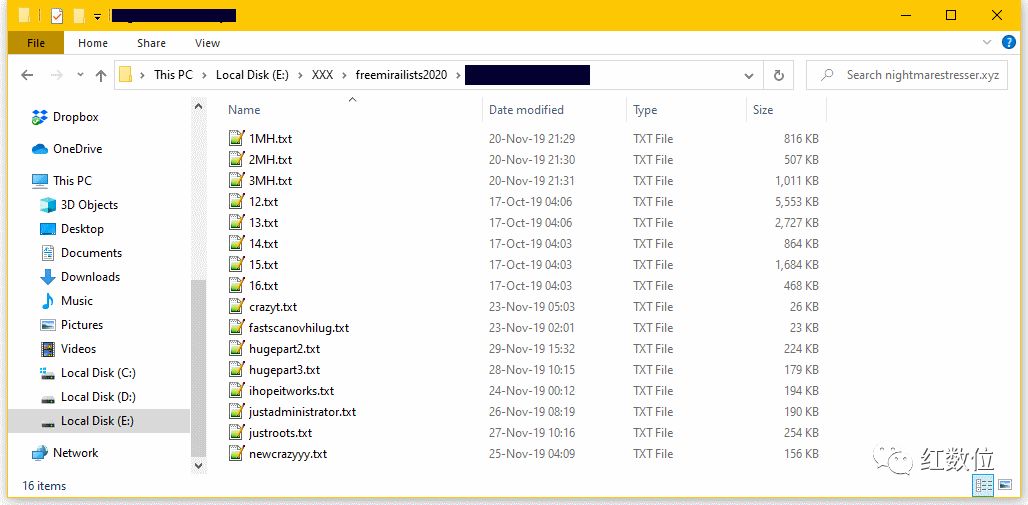 File Home Share View
This PC Local Disk (E:) XXX freemirailists2020 Search nightmarestresser.xyz
Name Date modified Type Size
Dropbox
OneDrive
This PC
3D Objects
Desktop
Documents
Downloads
Music
Pictures
Videos
Local Disk (C:)
Local Disk (D:)
Local Disk (E:)
Network
1MH.txt 20-Nov-19 21:29 TXT File 816 KB
2MH.txt 20-Nov-19 21:30 TXT File 507 KB
3MH.txt 20-Nov-19 21:31 TXT File 1,011 KB
12.txt 17-Oct-19 04:06 TXT File 5,553 KB
13.txt 17-Oct-19 04:06 TXT File 2,727 KB
14.txt 17-Oct-19 04:03 TXT File 864 KB
15.txt 17-Oct-19 04:03 TXT File 1,684 KB
16.txt 17-Oct-19 04:03 TXT File 468 KB
crazyt.txt 23-Nov-19 05:03 TXT File 26 KB
fastscanovhilug.txt 23-Nov-19 02:01 TXT File 23 KB
hugepart2.txt 29-Nov-19 15:32 TXT File 224 KB
hugepart3.txt 28-Nov-19 10:15 TXT File 179 KB
ihopeitworks.txt 24-Nov-19 00:12 TXT File 194 KB
justadministrator.txt 26-Nov-19 08:19 TXT File 190 KB
justroots.txt 27-Nov-19 10:16 TXT File 254 KB
newcrazyyy.txt 25-Nov-19 04:09 TXT File 156 KB
红数位
16 items